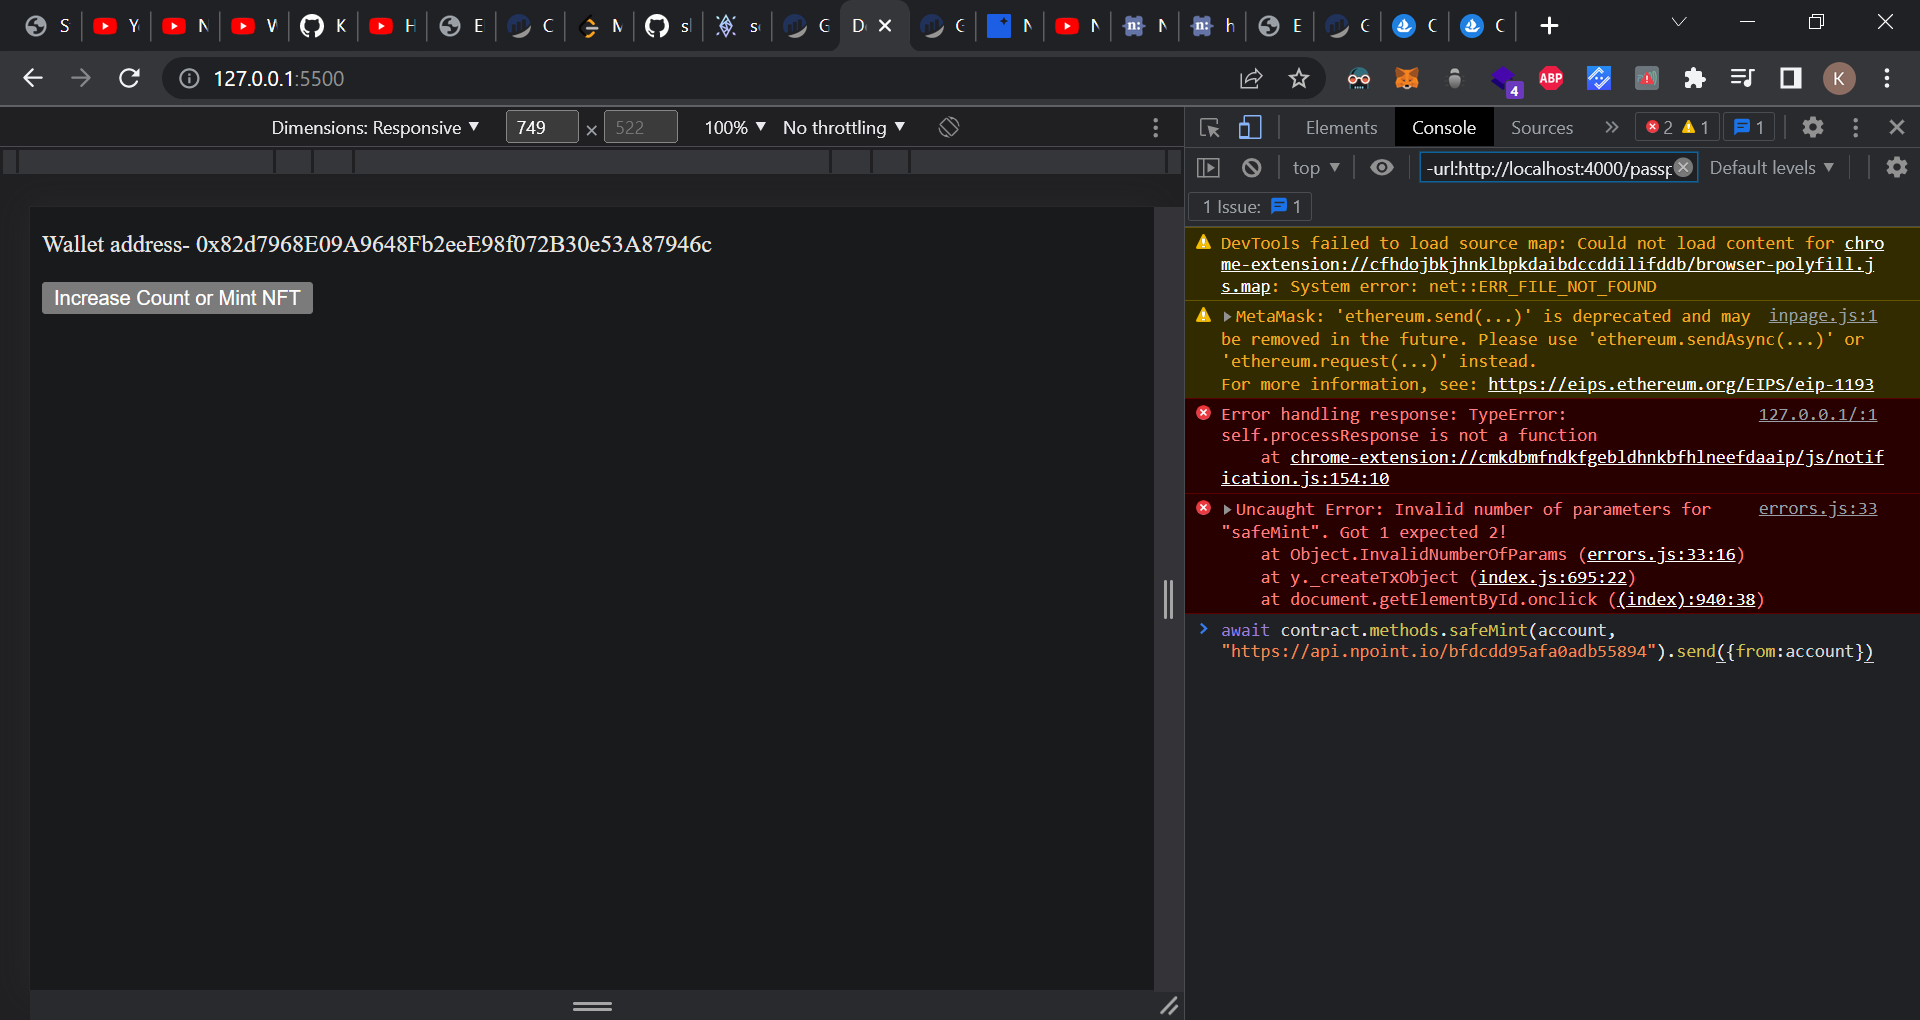 S
Y
N
V
K
H
E
C
M
sl
s
G
D
G
N
N
N
h
E
G
C
C
127.0.0.1:5500
4
ABP
K
Dimensions: Responsive
749
×
522
100%
No throttling
Elements
Console
Sources
2
1
1
top
-url:http://localhost:4000/passp
Default levels
1 Issue:
1
Wallet address- 0x82d7968E09A9648Fb2eeE98f072B30e53A87946c
Increase Count or Mint NFT
DevTools failed to load source map: Could not load content for chro
me-extension://cfhdojbkjhnklbpkdaibdccddilifddb/browser-polyfill.j
s.map: System error: net::ERR_FILE_NOT_FOUND
MetaMask: 'ethereum.send(...)' is deprecated and may inpage.js:1
be removed in the future. Please use 'ethereum.sendAsync(...)' or
'ethereum.request(...)' instead.
For more information, see: https://eips.ethereum.org/EIPS/eip-1193
Error handling response: TypeError: 127.0.0.1/:1
self.processResponse is not a function
at chrome-extension://cmkdbmfndkfgebldhnkbfhlneefdaaip/js/notif
ication.js:154:10
Uncaught Error: Invalid number of parameters for errors.js:33
"safeMint". Got 1 expected 2!
at Object.InvalidNumberOfParams (errors.js:33:16)
at y._createTxObject (index.js:695:22)
at document.getElementById.onclick ((index):940:38)
await contract.methods.safeMint(account,
"https://api.npoint.io/bfdcdd95afa0adb55894").send({from:account})